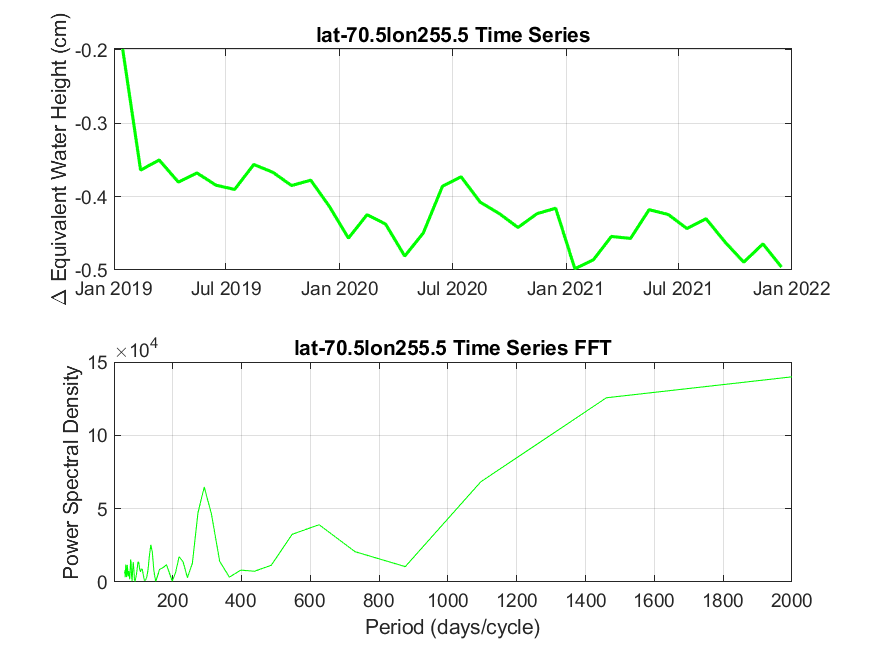 lat-70.5lon255.5 Time Series
Δ Equivalent Water Height (cm)
-0.2
-0.3
-0.4
-0.5
Jan 2019 Jul 2019 Jan 2020 Jul 2020 Jan 2021 Jul 2021 Jan 2022
lat-70.5lon255.5 Time Series FFT
×10^4
Power Spectral Density
15
10
5
0
200 400 600 800 1000 1200 1400 1600 1800 2000
Period (days/cycle)